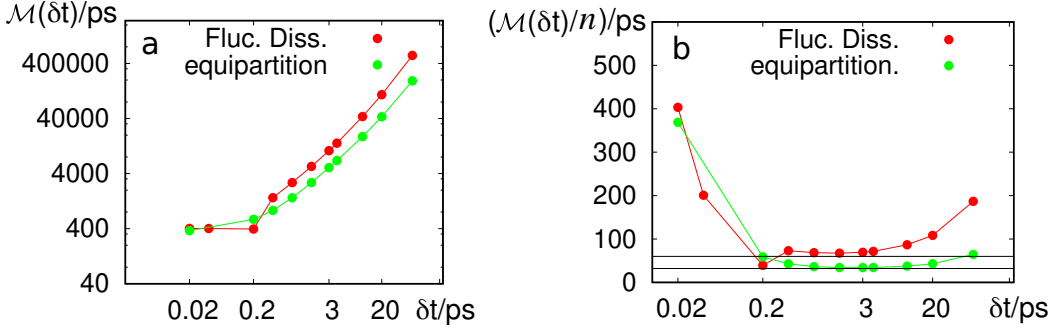 ℳ(δt)/ps
a
Fluc. Diss.
equipartition
400000
40000
4000
400
40
0.02
0.2
3
20
δt/ps
(ℳ(δt)/n)/ps
b
Fluc. Diss.
equipartition.
500
400
300
200
100
0
0.02
0.2
3
20
δt/ps